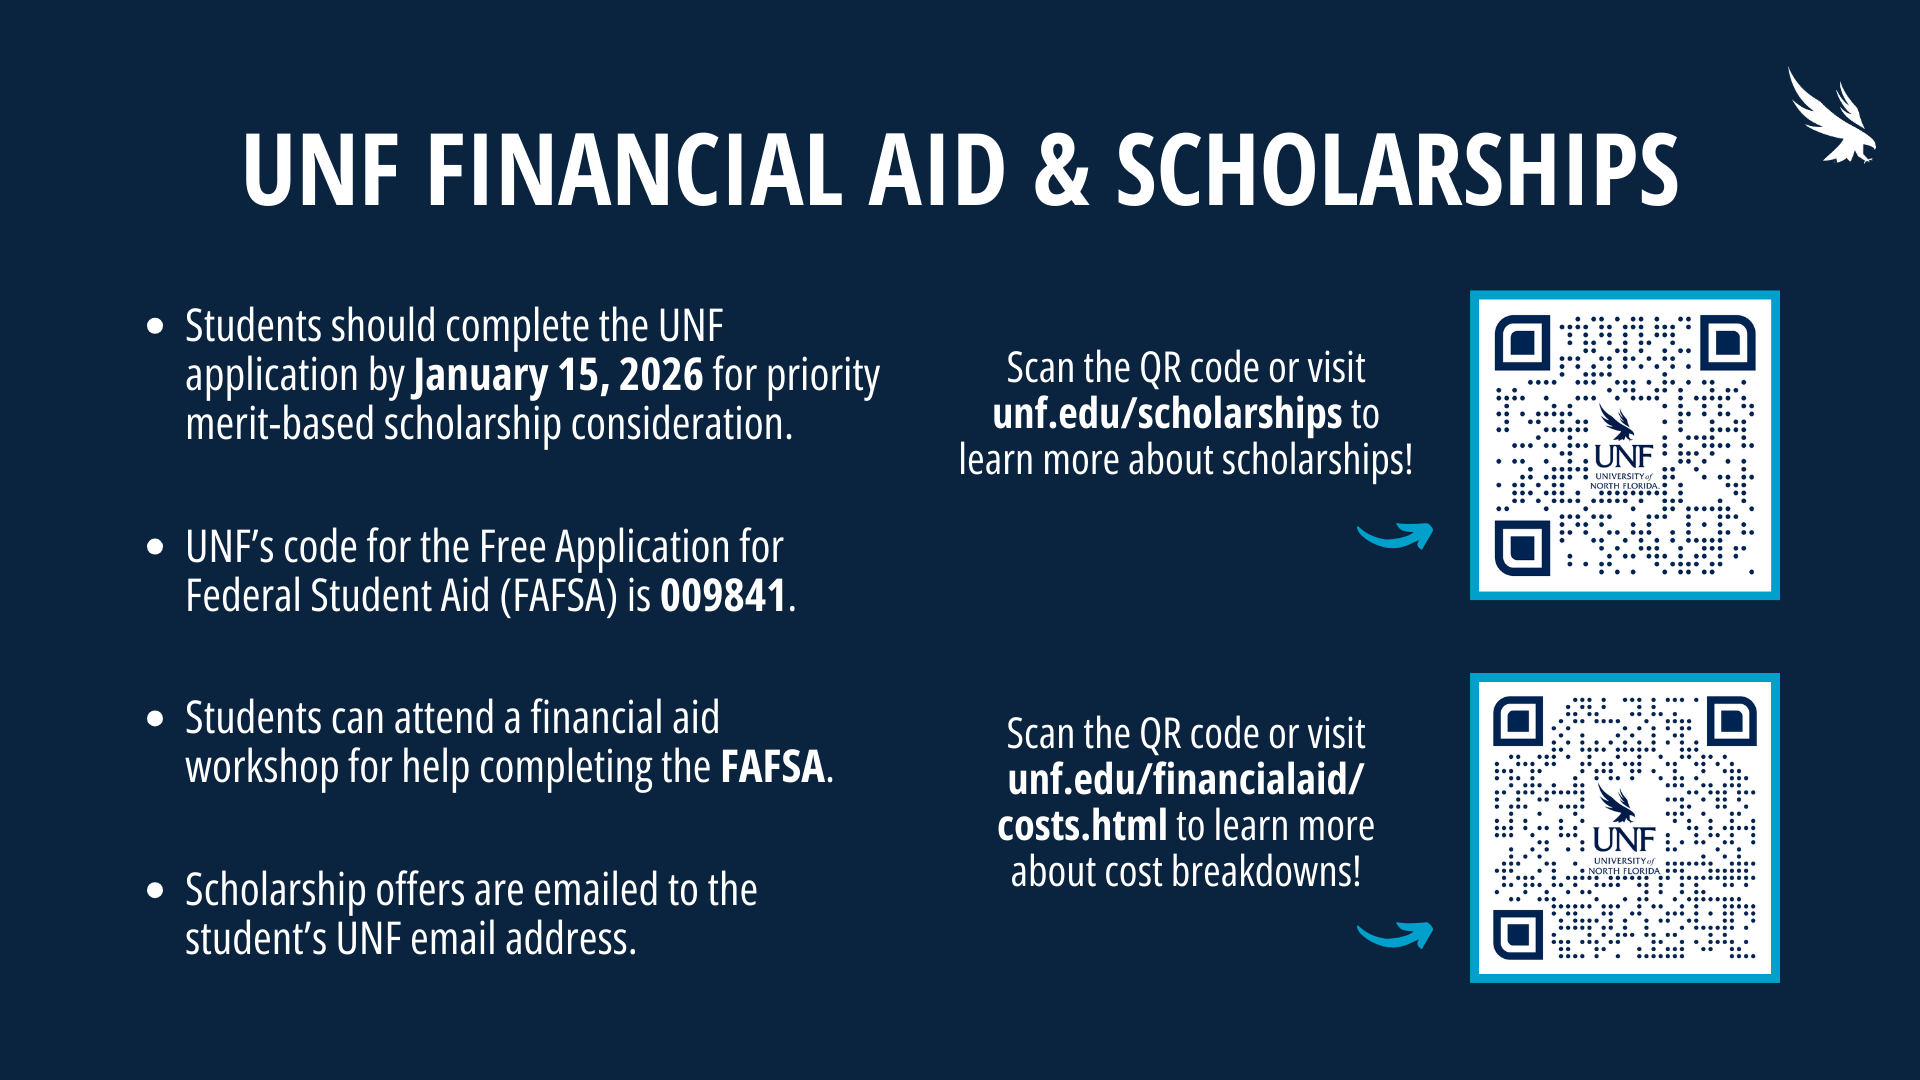 UNF FINANCIAL AID & SCHOLARSHIPS
• Students should complete the UNF
application by January 15, 2026 for priority
merit-based scholarship consideration.
• UNF’s code for the Free Application for
Federal Student Aid (FAFSA) is 009841.
• Students can attend a financial aid
workshop for help completing the FAFSA.
• Scholarship offers are emailed to the
student’s UNF email address.
Scan the QR code or visit
unf.edu/scholarships to
learn more about scholarships!
UNF
UNIVERSITY of
NORTH FLORIDA
Scan the QR code or visit
unf.edu/financialaid/
costs.html to learn more
about cost breakdowns!
UNF
UNIVERSITY of
NORTH FLORIDA